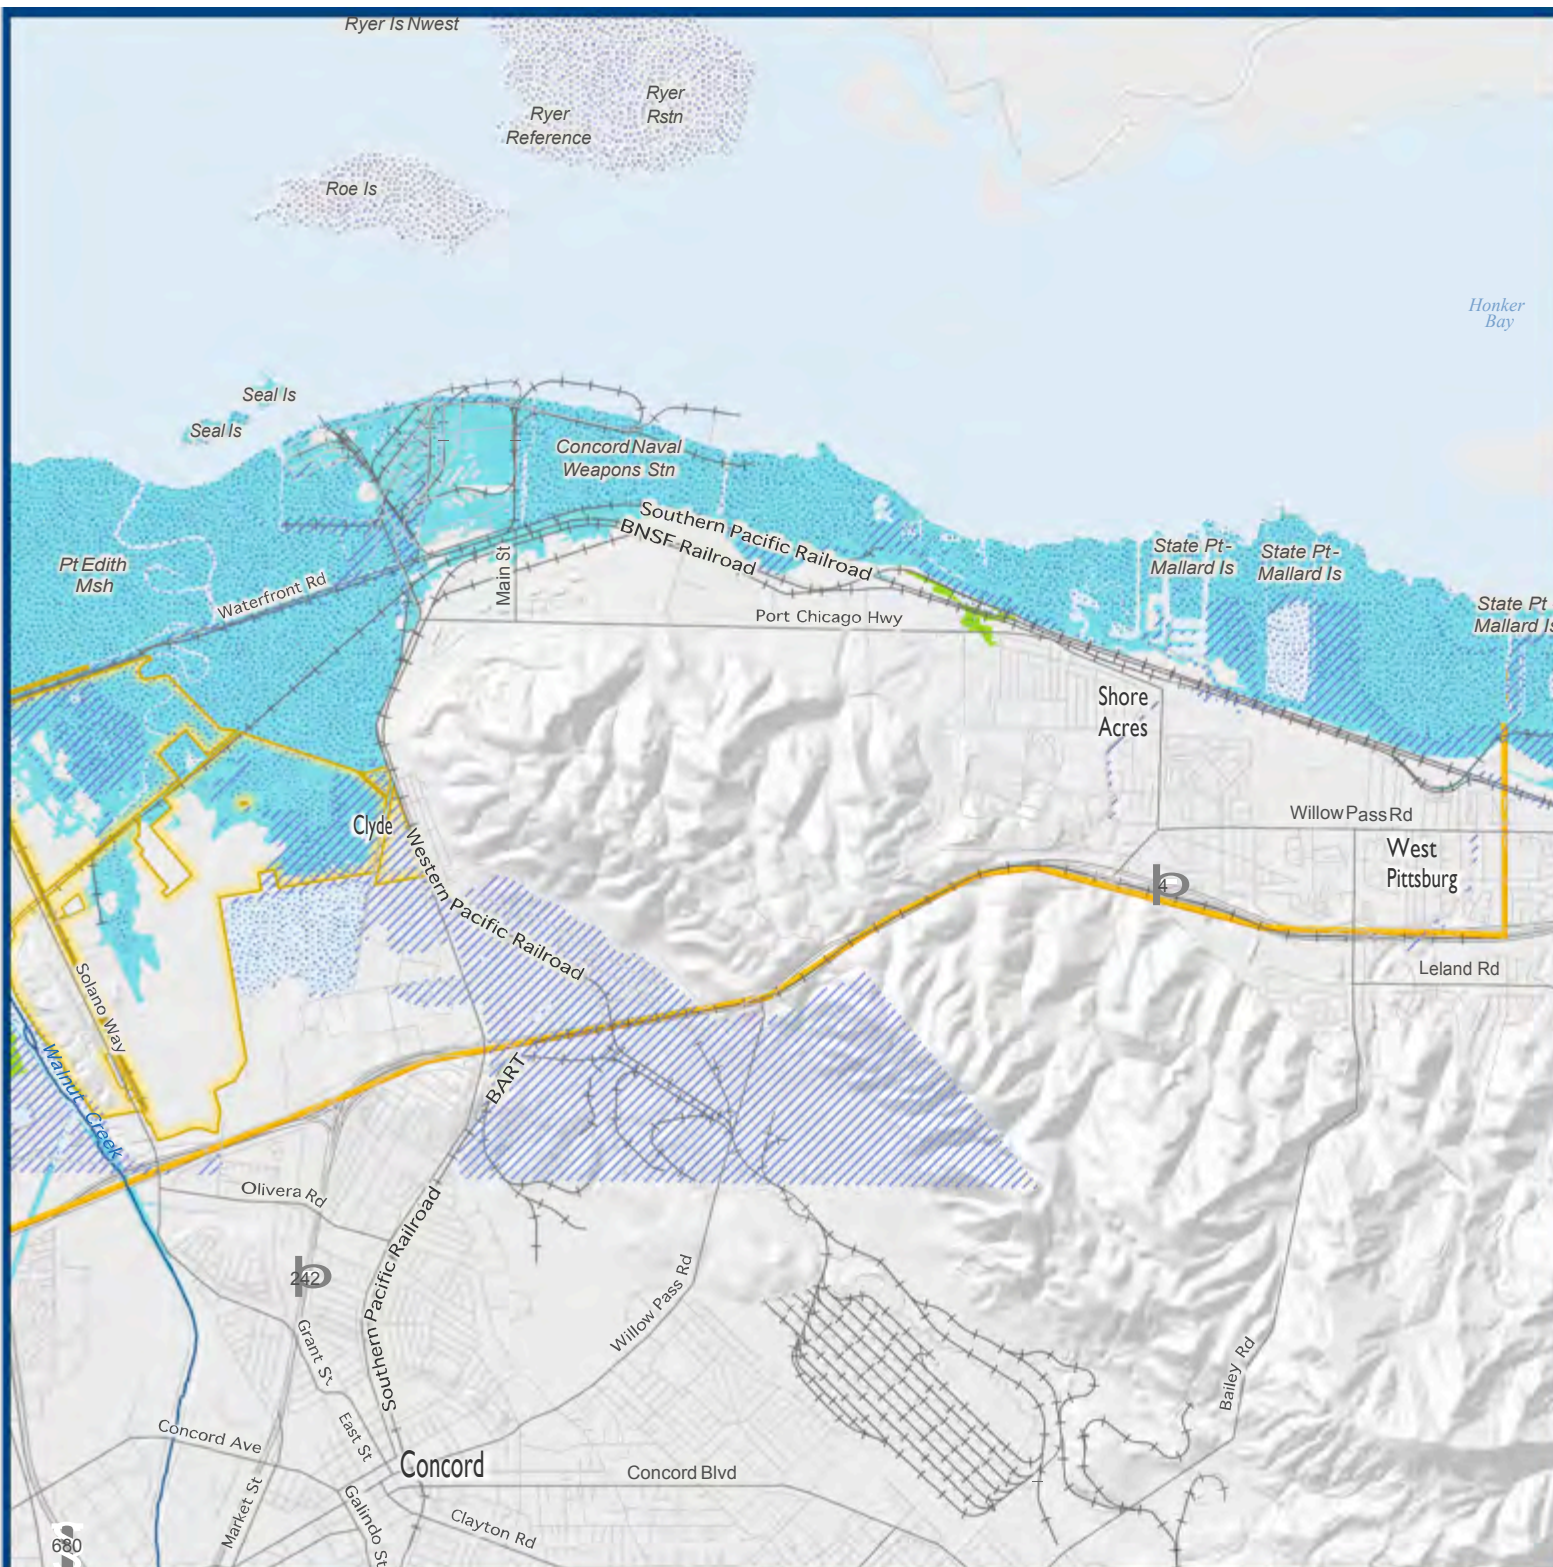 Ryer Is Nwest
Ryer
Rstn
Ryer
Reference
Roe Is
Honker
Bay
Seal Is
Seal Is
Concord Naval
Weapons Stn
Southern Pacific Railroad
BNSF Railroad
State Pt-
Mallard Is
State Pt-
Mallard Is
Pt Edith
Msh
Waterfront Rd
Main St
State Pt
Mallard Is
Port Chicago Hwy
Shore
Acres
Willow Pass Rd
Clyde
Western Pacific Railroad
West
Pittsburg
4
Leland Rd
Solano Way
Walnut Creek
BART
Olivera Rd
Southern Pacific Railroad
242
Willow Pass Rd
Grant St
Bailey Rd
East St
Concord Ave
Concord
Concord Blvd
Market St
Galindo St
Clayton Rd
680